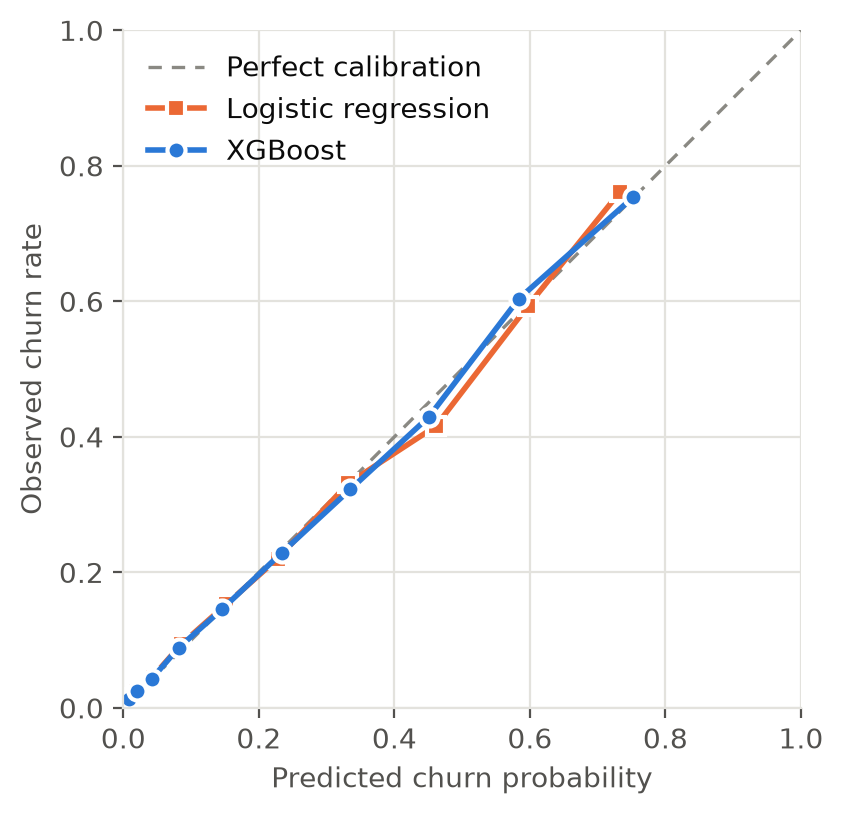 1.0
0.8
0.6
0.4
0.2
0.0
Observed churn rate
Perfect calibration
Logistic regression
XGBoost
0.0 0.2 0.4 0.6 0.8 1.0
Predicted churn probability